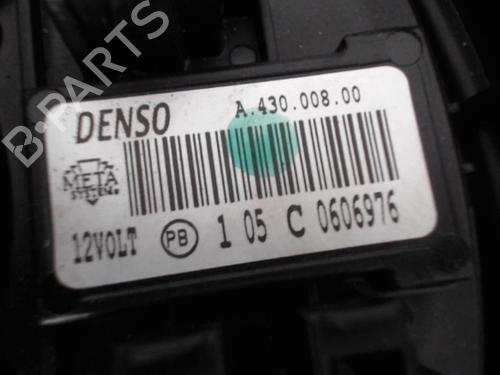 B-PARTS
DENSO
A.430.008.00
META
SYSTEM
12VOLT PB 1 05 C 0606976